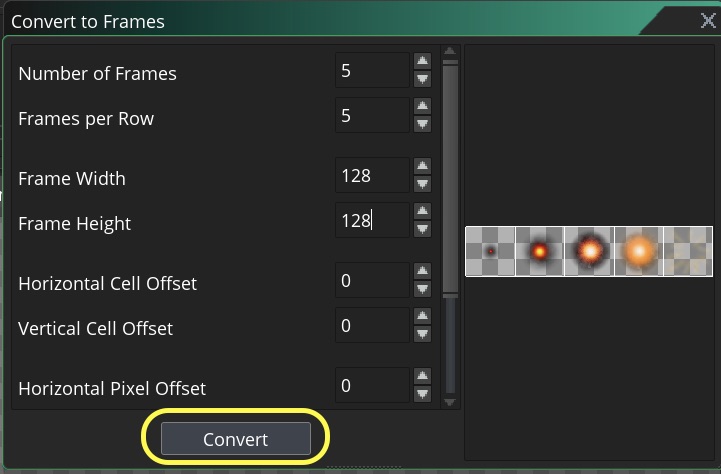 Convert to Frames
Number of Frames 5
Frames per Row 5
Frame Width 128
Frame Height 128
Horizontal Cell Offset 0
Vertical Cell Offset 0
Horizontal Pixel Offset 0
Convert